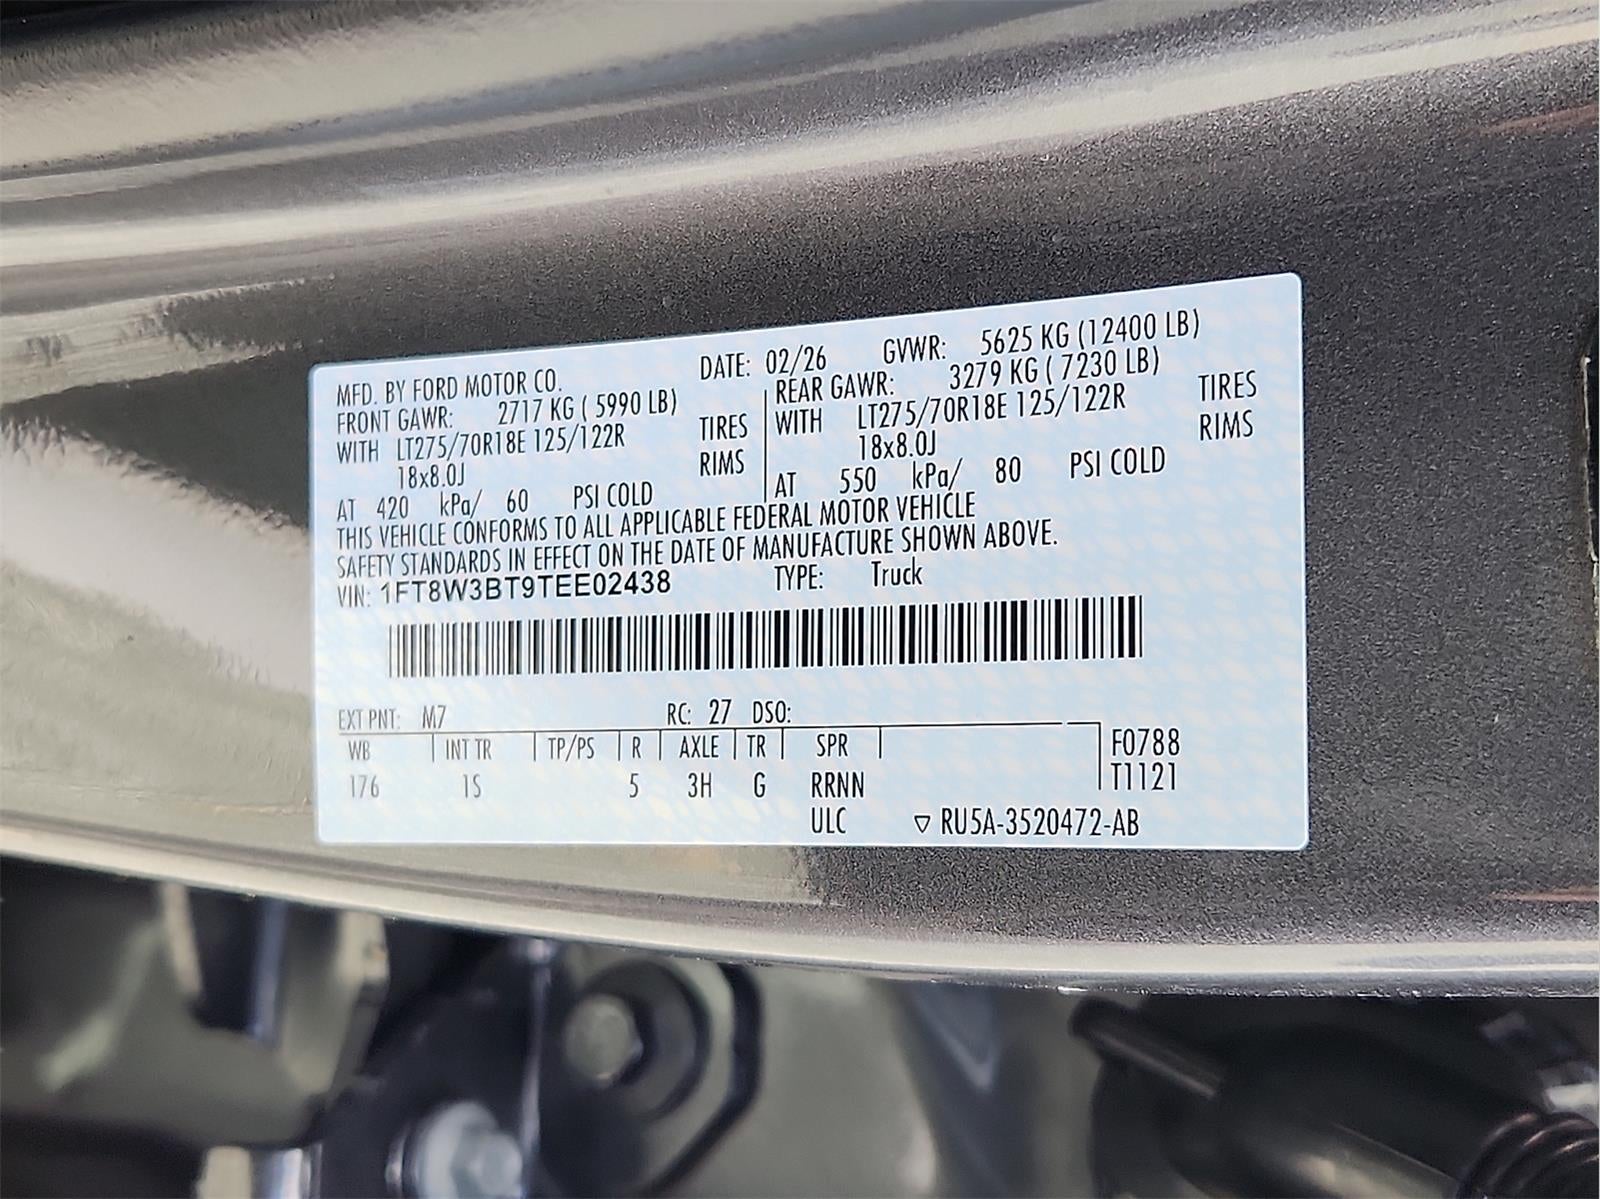 MFD. BY FORD MOTOR CO. DATE: 02/26 GVWR: 5625 KG (12400 LB)
FRONT GAWR: 2717 KG ( 5990 LB) REAR GAWR: 3279 KG ( 7230 LB)
WITH LT275/70R18E 125/122R TIRES WITH LT275/70R18E 125/122R TIRES
18x8.0J RIMS 18x8.0J RIMS
AT 420 kPa/ 60 PSI COLD AT 550 kPa/ 80 PSI COLD
THIS VEHICLE CONFORMS TO ALL APPLICABLE FEDERAL MOTOR VEHICLE
SAFETY STANDARDS IN EFFECT ON THE DATE OF MANUFACTURE SHOWN ABOVE.
VIN: 1FT8W3BT9TEE02438 TYPE: Truck
EXT PNT: M7 RC: 27 DSO:
WB INT TR TP/PS R AXLE TR SPR F0788
176 1S 5 3H G RRNN T1121
ULC ▽ RU5A-3520472-AB